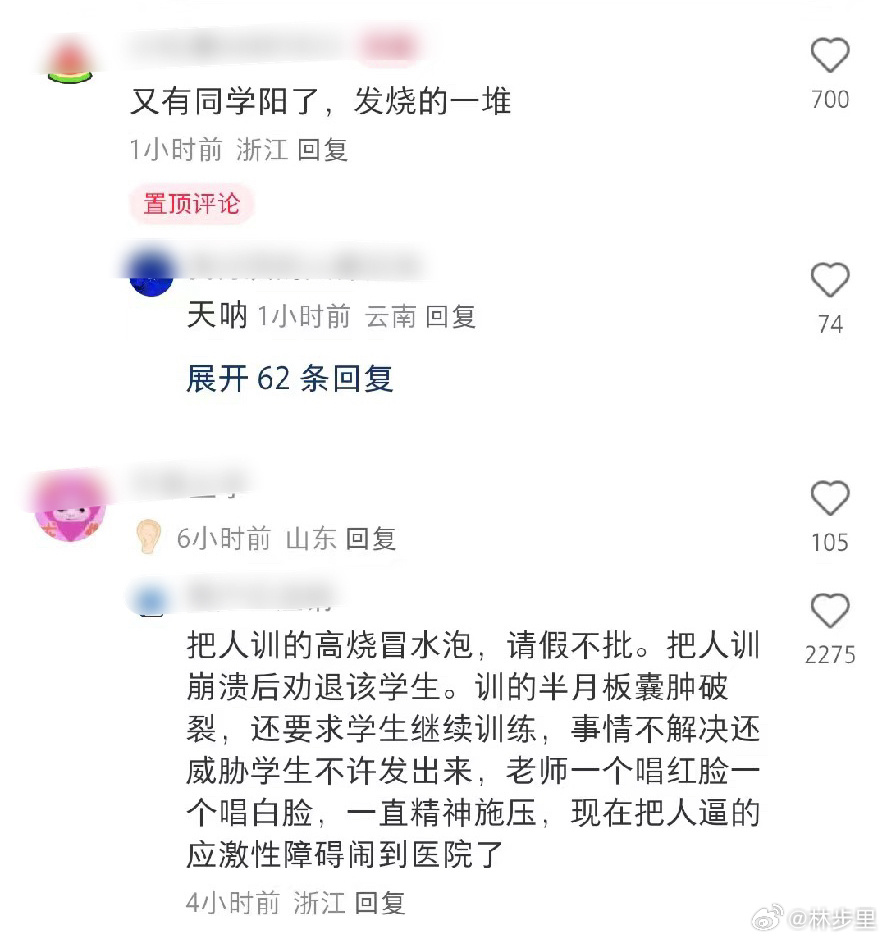 又有同学阳了，发烧的一堆
700
1小时前 浙江 回复
置顶评论
天呐 1小时前 云南 回复
74
展开 62 条回复
6小时前 山东 回复
105
把人训的高烧冒水泡，请假不批。把人训
2275
崩溃后劝退该学生。训的半月板囊肿破
裂，还要求学生继续训练，事情不解决还
威胁学生不许发出来，老师一个唱红脸一
个唱白脸，一直精神施压，现在把人逼的
应激性障碍闹到医院了
4小时前 浙江 回复
@林步里